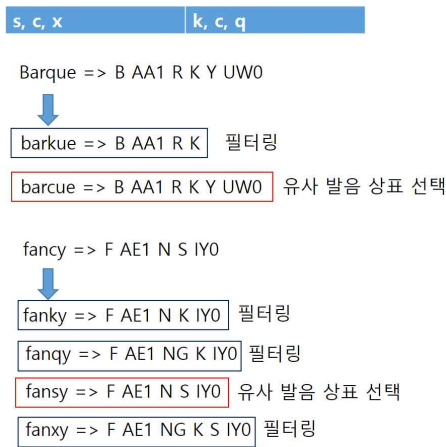 s, c, x k, c, q
Barque => B AA1 R K Y UW0
barkue => B AA1 R K 필터링
barcue => B AA1 R K Y UW0 유사 발음 상표 선택
fancy => F AE1 N S IY0
fanky => F AE1 N K IY0 필터링
fanqy => F AE1 NG K IY0 필터링
fansy => F AE1 N S IY0 유사 발음 상표 선택
fanxy => F AE1 NG K S IY0 필터링